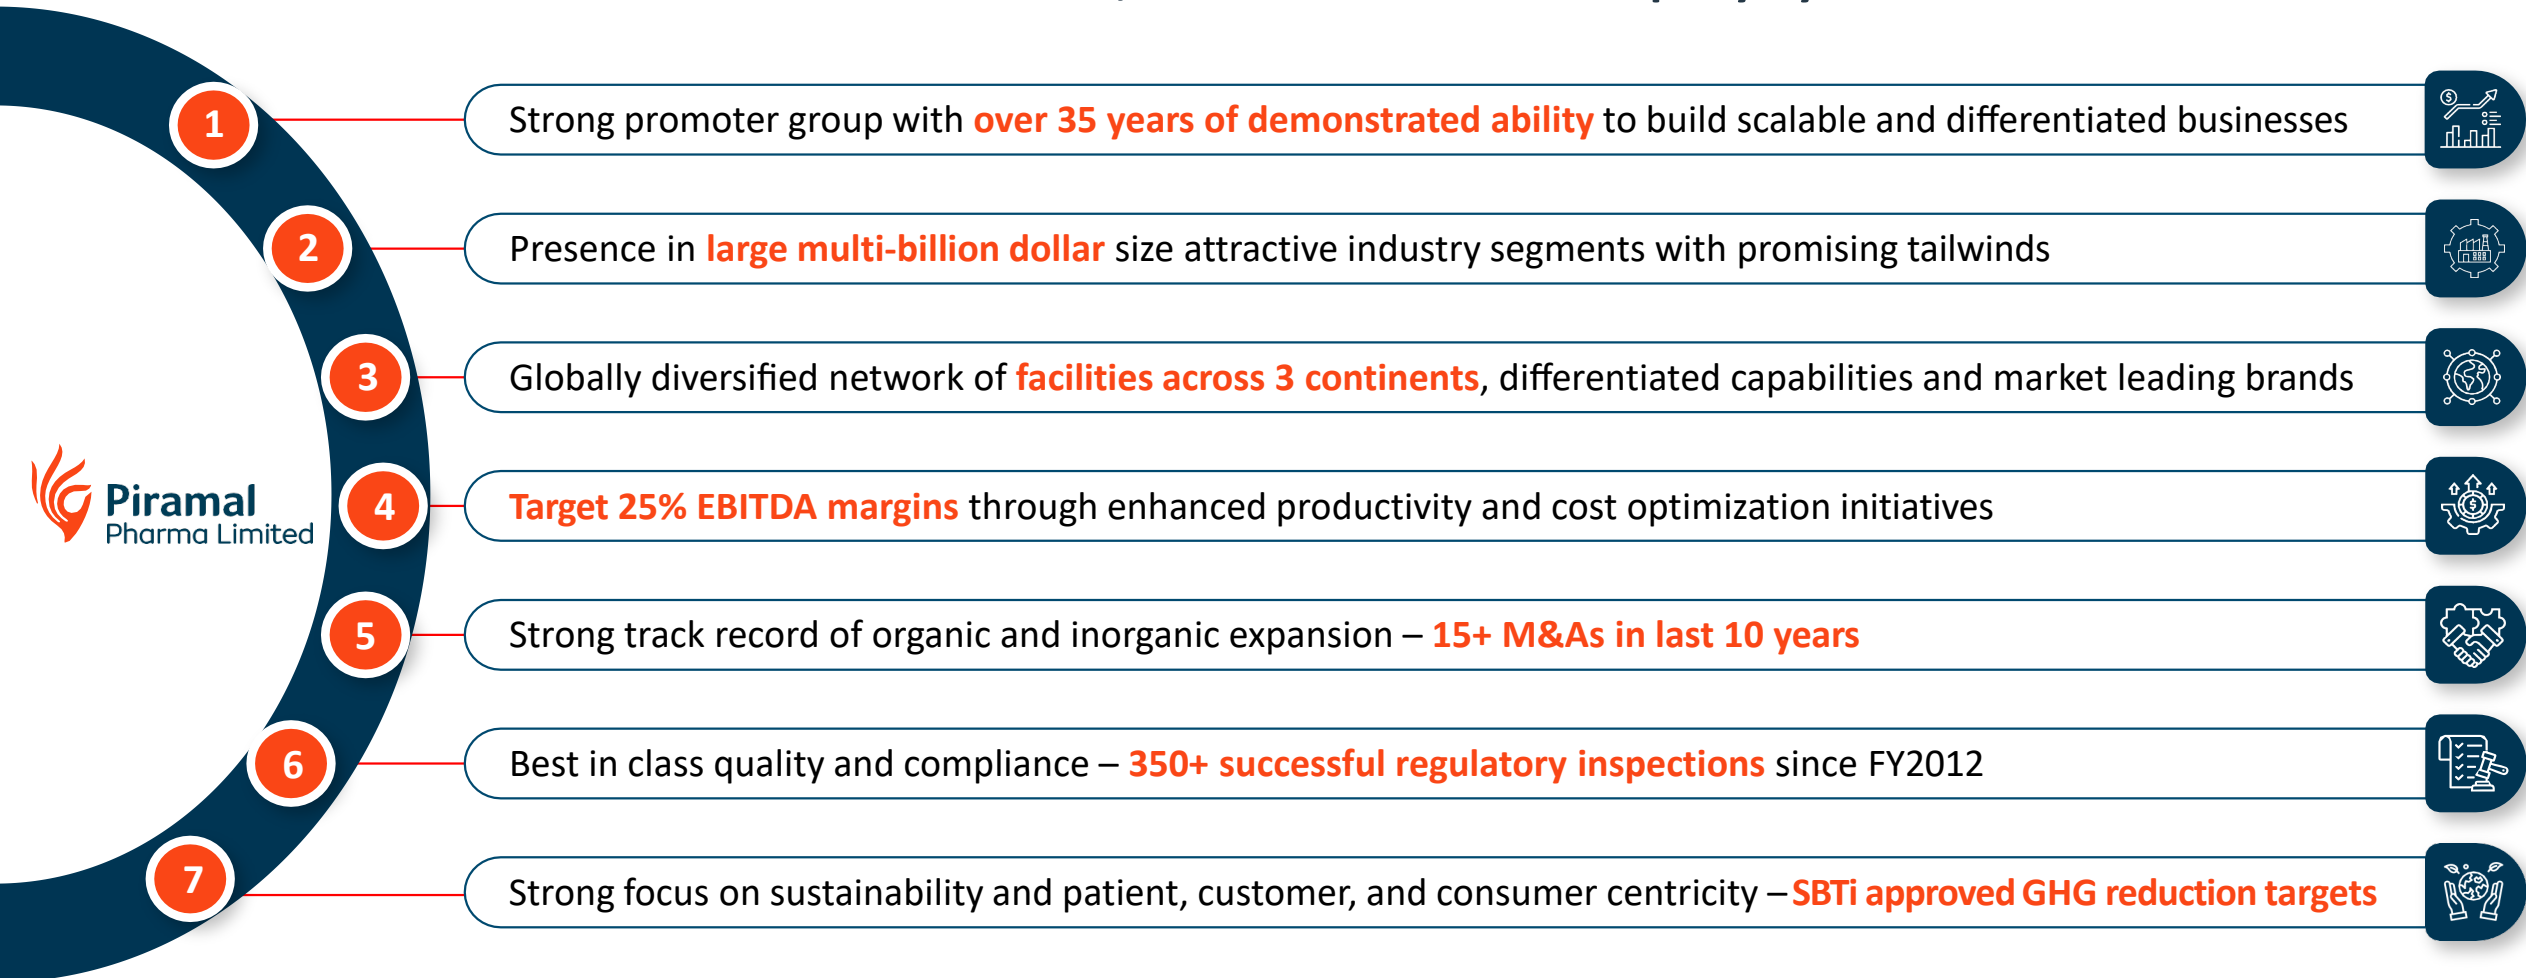 1
Strong promoter group with over 35 years of demonstrated ability to build scalable and differentiated businesses
2
Presence in large multi-billion dollar size attractive industry segments with promising tailwinds
3
Globally diversified network of facilities across 3 continents, differentiated capabilities and market leading brands
Piramal
Pharma Limited
4
Target 25% EBITDA margins through enhanced productivity and cost optimization initiatives
5
Strong track record of organic and inorganic expansion – 15+ M&As in last 10 years
6
Best in class quality and compliance – 350+ successful regulatory inspections since FY2012
7
Strong focus on sustainability and patient, customer, and consumer centricity – SBTi approved GHG reduction targets